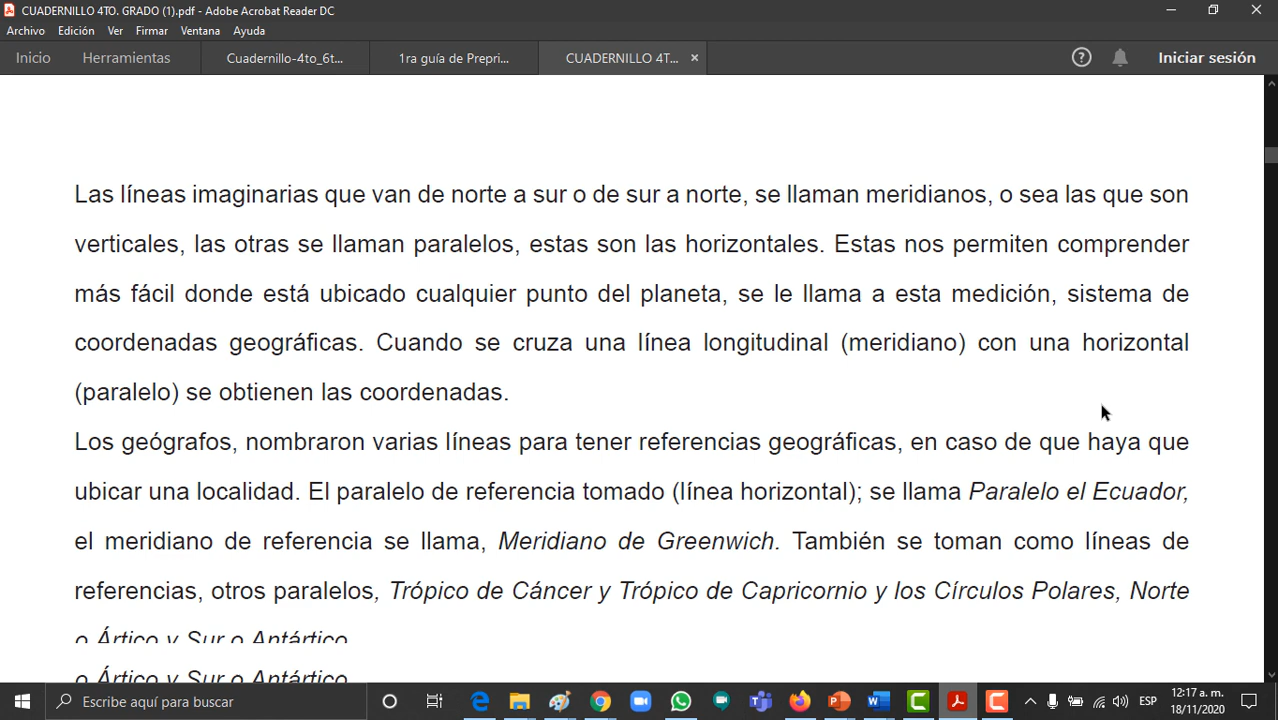 CUADERNILLO 4TO. GRADO (1).pdf - Adobe Acrobat Reader DC
Archivo Edición Ver Firmar Ventana Ayuda
Inicio Herramientas Cuadernillo-4to_6t... 1ra guía de Prepri... CUADERNILLO 4T... × ? Iniciar sesión
Las líneas imaginarias que van de norte a sur o de sur a norte, se llaman meridianos, o sea las que son
verticales, las otras se llaman paralelos, estas son las horizontales. Estas nos permiten comprender
más fácil donde está ubicado cualquier punto del planeta, se le llama a esta medición, sistema de
coordenadas geográficas. Cuando se cruza una línea longitudinal (meridiano) con una horizontal
(paralelo) se obtienen las coordenadas.
Los geógrafos, nombraron varias líneas para tener referencias geográficas, en caso de que haya que
ubicar una localidad. El paralelo de referencia tomado (línea horizontal); se llama Paralelo el Ecuador,
el meridiano de referencia se llama, Meridiano de Greenwich. También se toman como líneas de
referencias, otros paralelos, Trópico de Cáncer y Trópico de Capricornio y los Círculos Polares, Norte
o Ártico y Sur o Antártico
o Ártico y Sur o Antártico
Escribe aquí para buscar
ESP
12:17 a. m.
18/11/2020